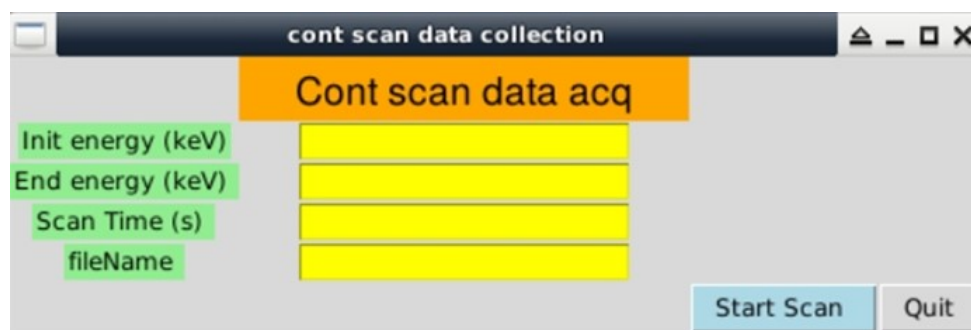 cont scan data collection
Cont scan data acq
Init energy (keV)
End energy (keV)
Scan Time (s)
fileName
Start Scan Quit